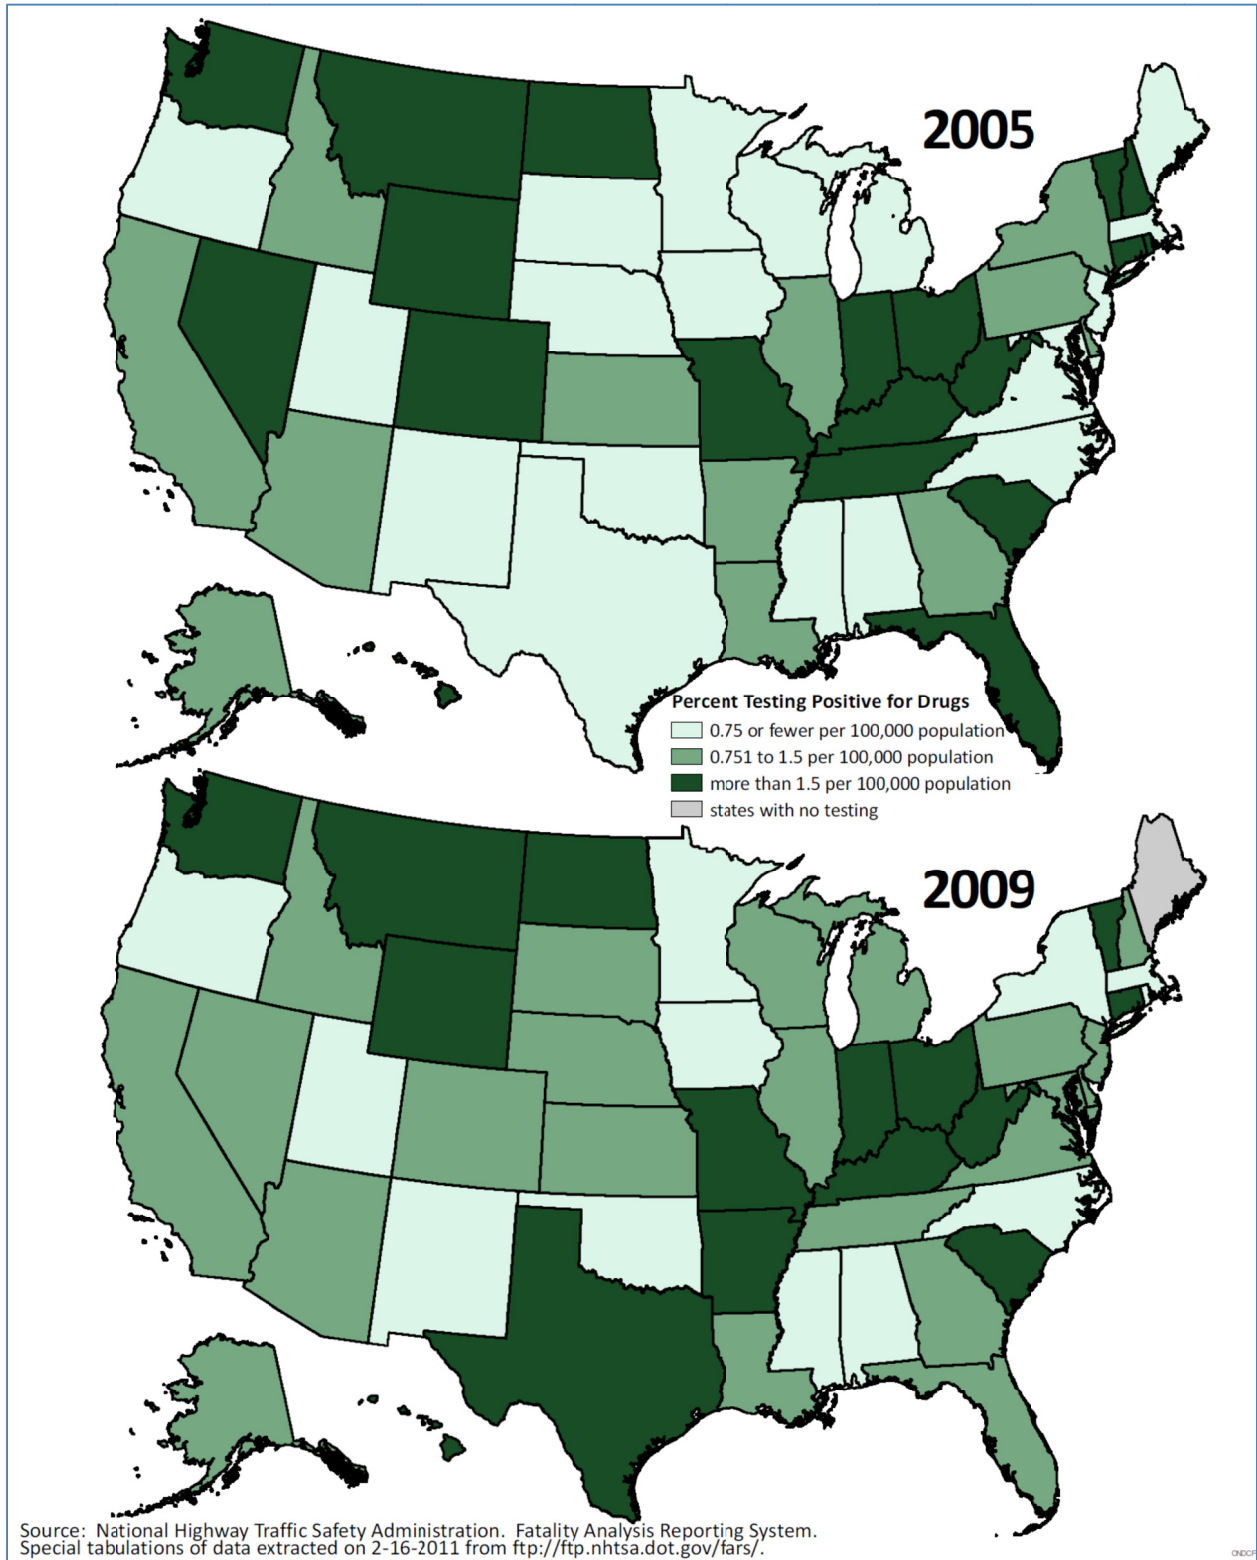 2005
Percent Testing Positive for Drugs
0.75 or fewer per 100,000 population
0.751 to 1.5 per 100,000 population
more than 1.5 per 100,000 population
states with no testing
2009
Source: National Highway Traffic Safety Administration. Fatality Analysis Reporting System.
Special tabulations of data extracted on 2-16-2011 from ftp://ftp.nhtsa.dot.gov/fars/.
ONDCP